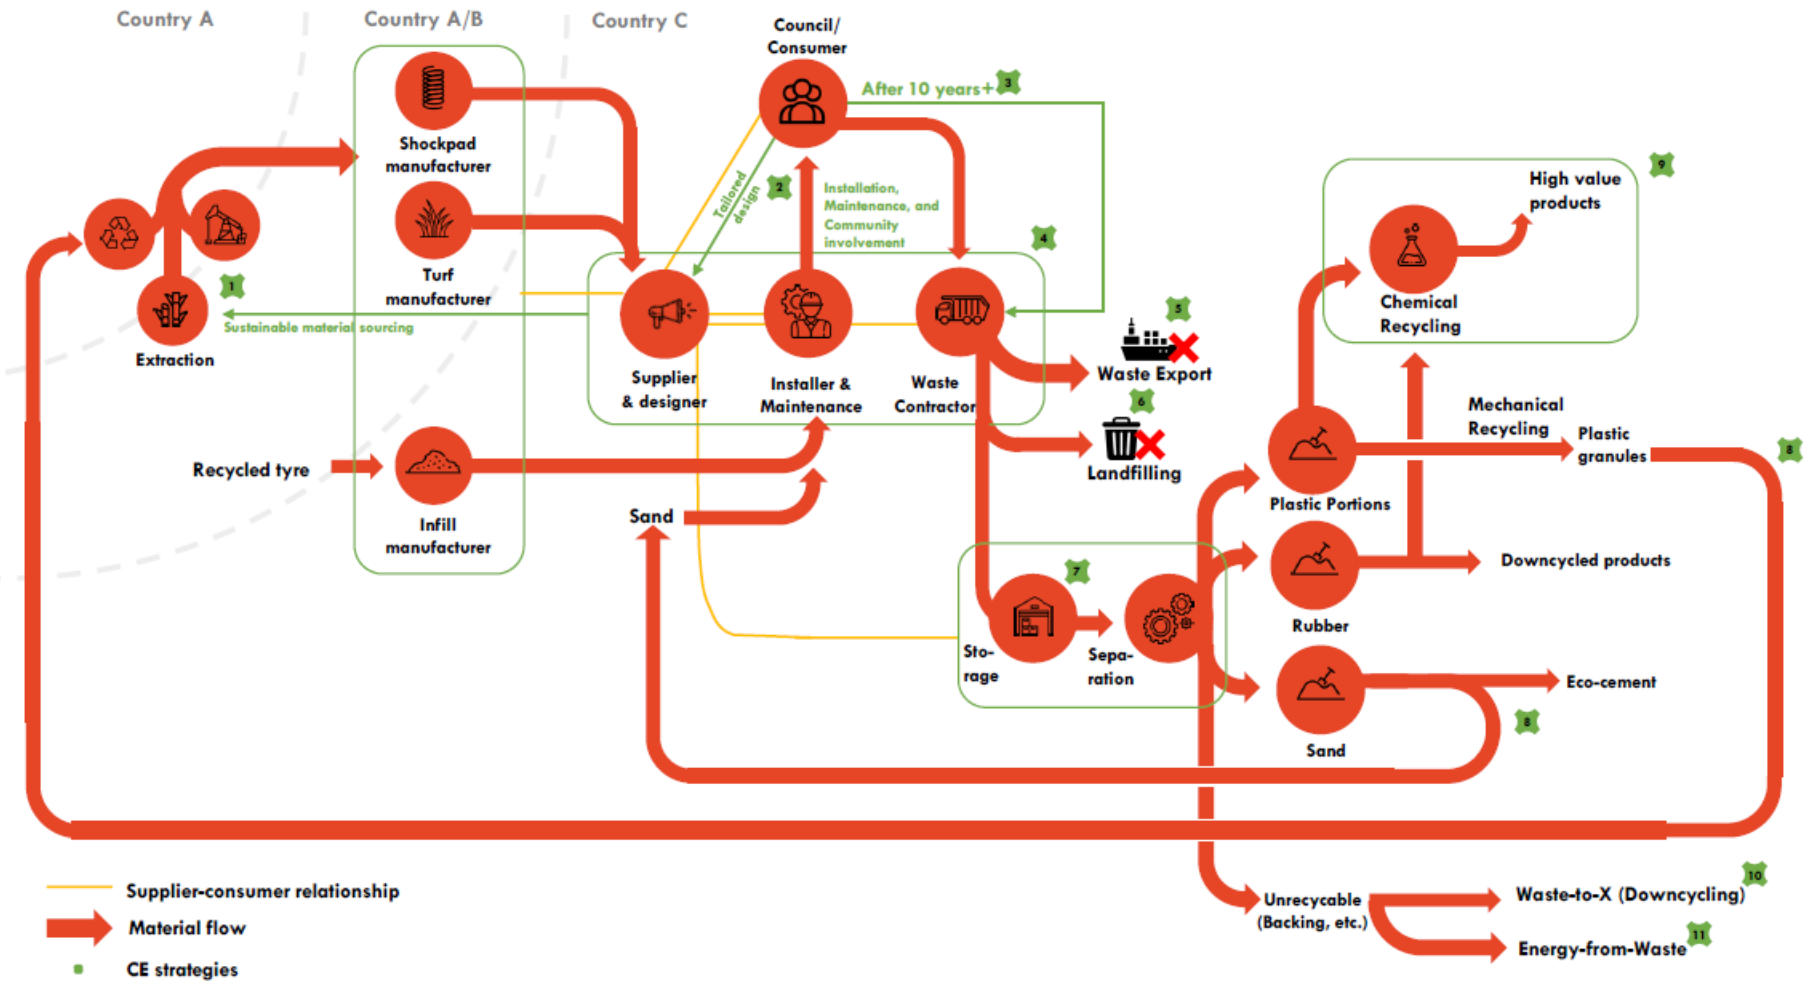 Country A
Country A/B
Country C
Council/
Consumer
After 10 years+
3
Shockpad
manufacturer
Tailored
design
2
Installation,
Maintenance, and
Community
involvement
9
High value
products
4
Turf
manufacturer
1
Sustainable material sourcing
Extraction
Chemical
Recycling
5
Waste Export
Supplier
& designer
Installer &
Maintenance
Waste
Contractor
6
Landfilling
Mechanical
Recycling
Plastic
granules
8
Recycled tyre
Plastic Portions
Infill
manufacturer
Sand
7
Downcycled products
Rubber
Sto-
rage
Sepa-
ration
Eco-cement
8
Sand
Supplier-consumer relationship
Material flow
CE strategies
Unrecycable
(Backing, etc.)
Waste-to-X (Downcycling)
10
Energy-from-Waste
11